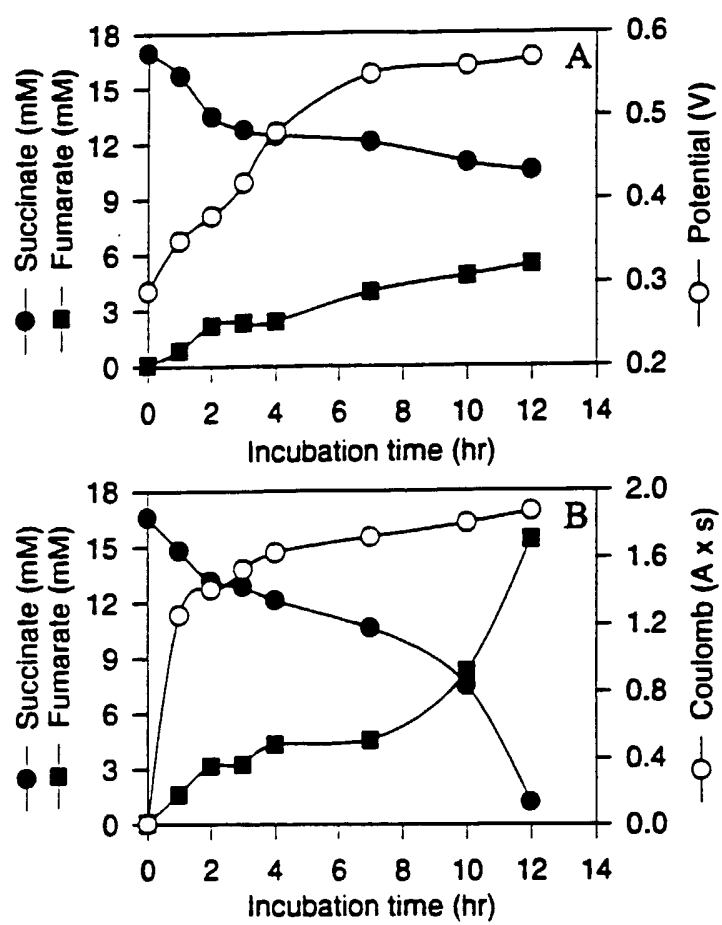 Succinate (mM)
Fumarate (mM)
18
15
12
9
6
3
0
A
0.6
0.5
0.4
0.3
0.2
Potential (V)
0 2 4 6 8 10 12 14
Incubation time (hr)
Succinate (mM)
Fumarate (mM)
18
15
12
9
6
3
0
B
2.0
1.6
1.2
0.8
0.4
0.0
Coulomb (A x s)
0 2 4 6 8 10 12 14
Incubation time (hr)